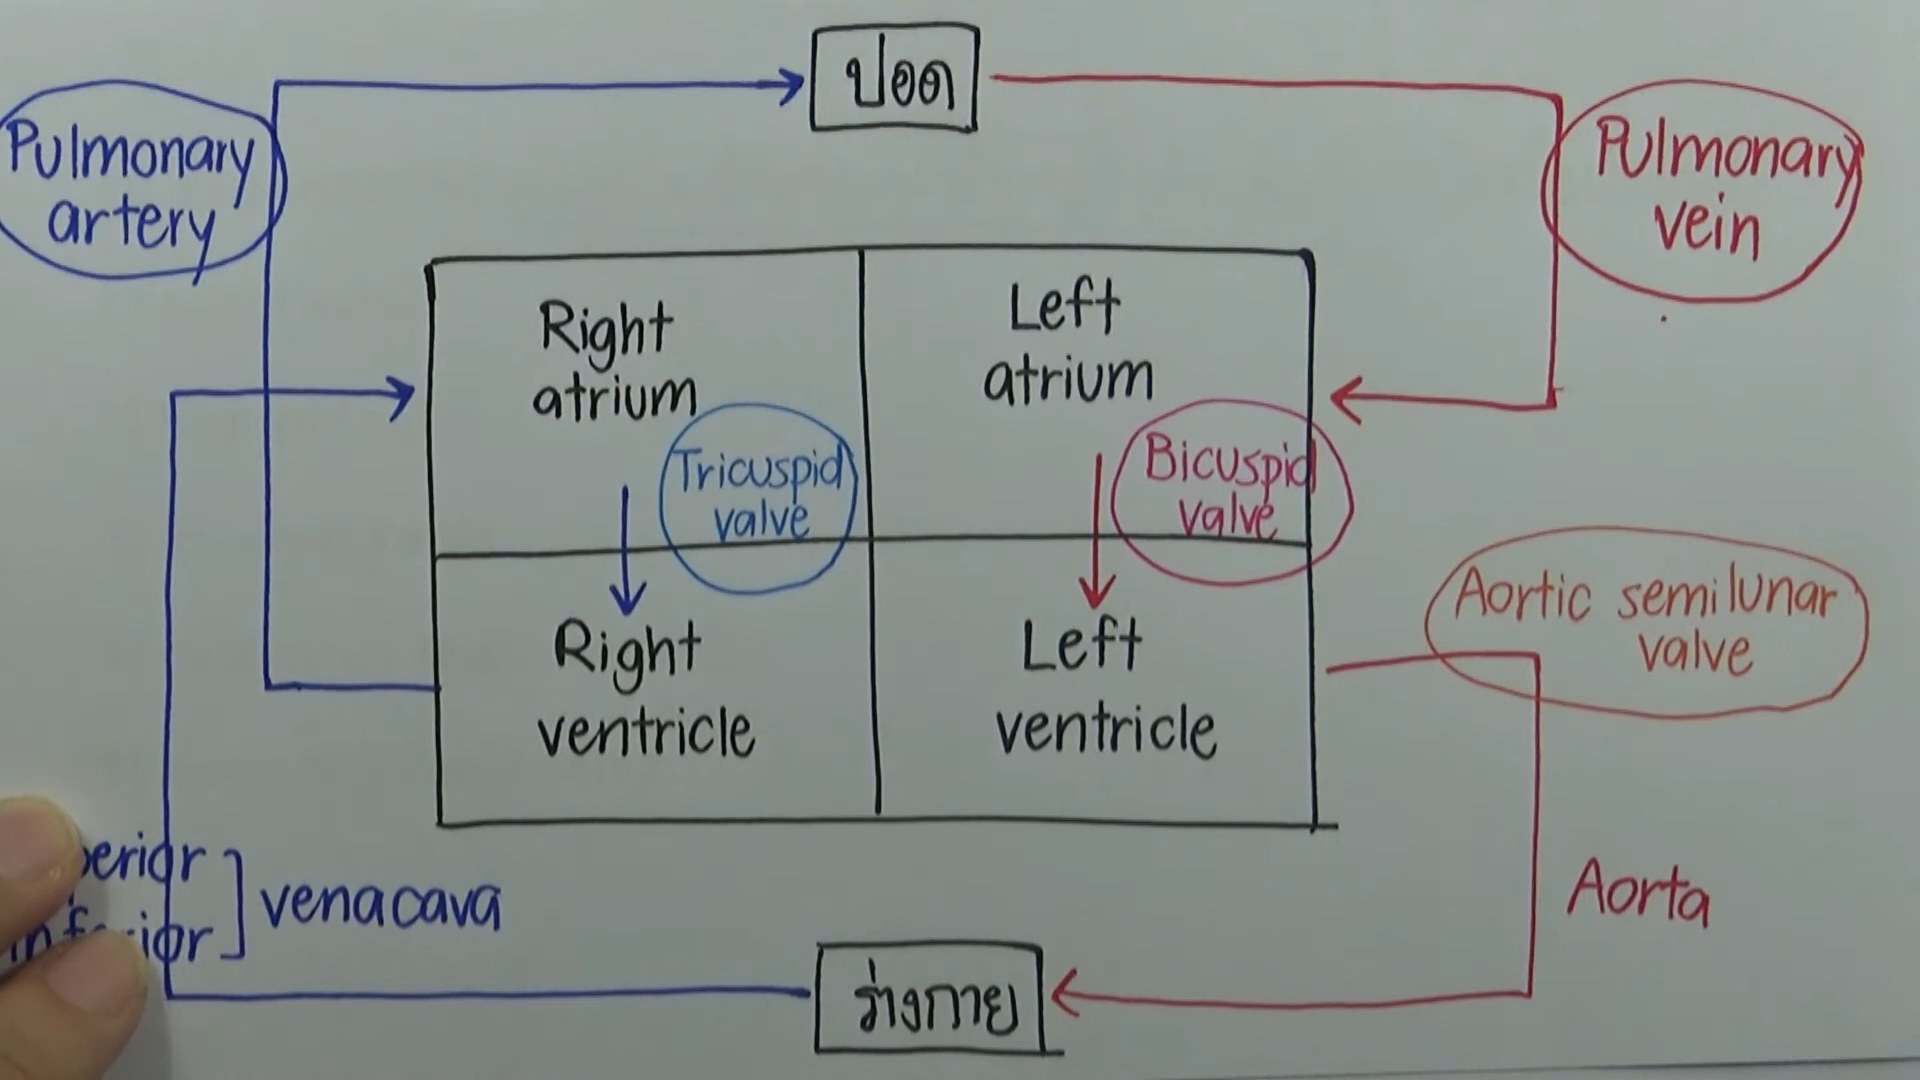 ปอด
Pulmonary
artery
Pulmonary
vein
Right
atrium
Left
atrium
Tricuspid
valve
Bicuspid
valve
Aortic semilunar
valve
Right
ventricle
Left
ventricle
venacava
Aorta
ร่างกาย